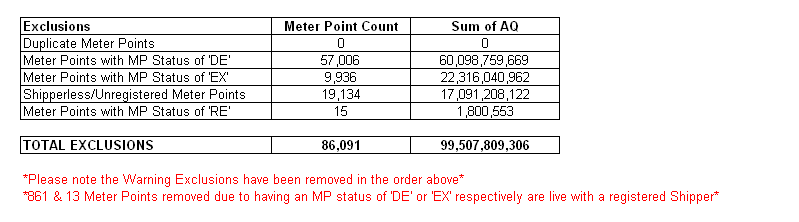 Exclusions Meter Point Count Sum of AQ
Duplicate Meter Points 0 0
Meter Points with MP Status of 'DE' 57,006 60,098,759,669
Meter Points with MP Status of 'EX' 9,936 22,316,040,962
Shipperless/Unregistered Meter Points 19,134 17,091,208,122
Meter Points with MP Status of 'RE' 15 1,800,553
TOTAL EXCLUSIONS 86,091 99,507,809,306
*Please note the Warning Exclusions have been removed in the order above*
*861 & 13 Meter Points removed due to having an MP status of 'DE' or 'EX' respectively are live with a registered Shipper*